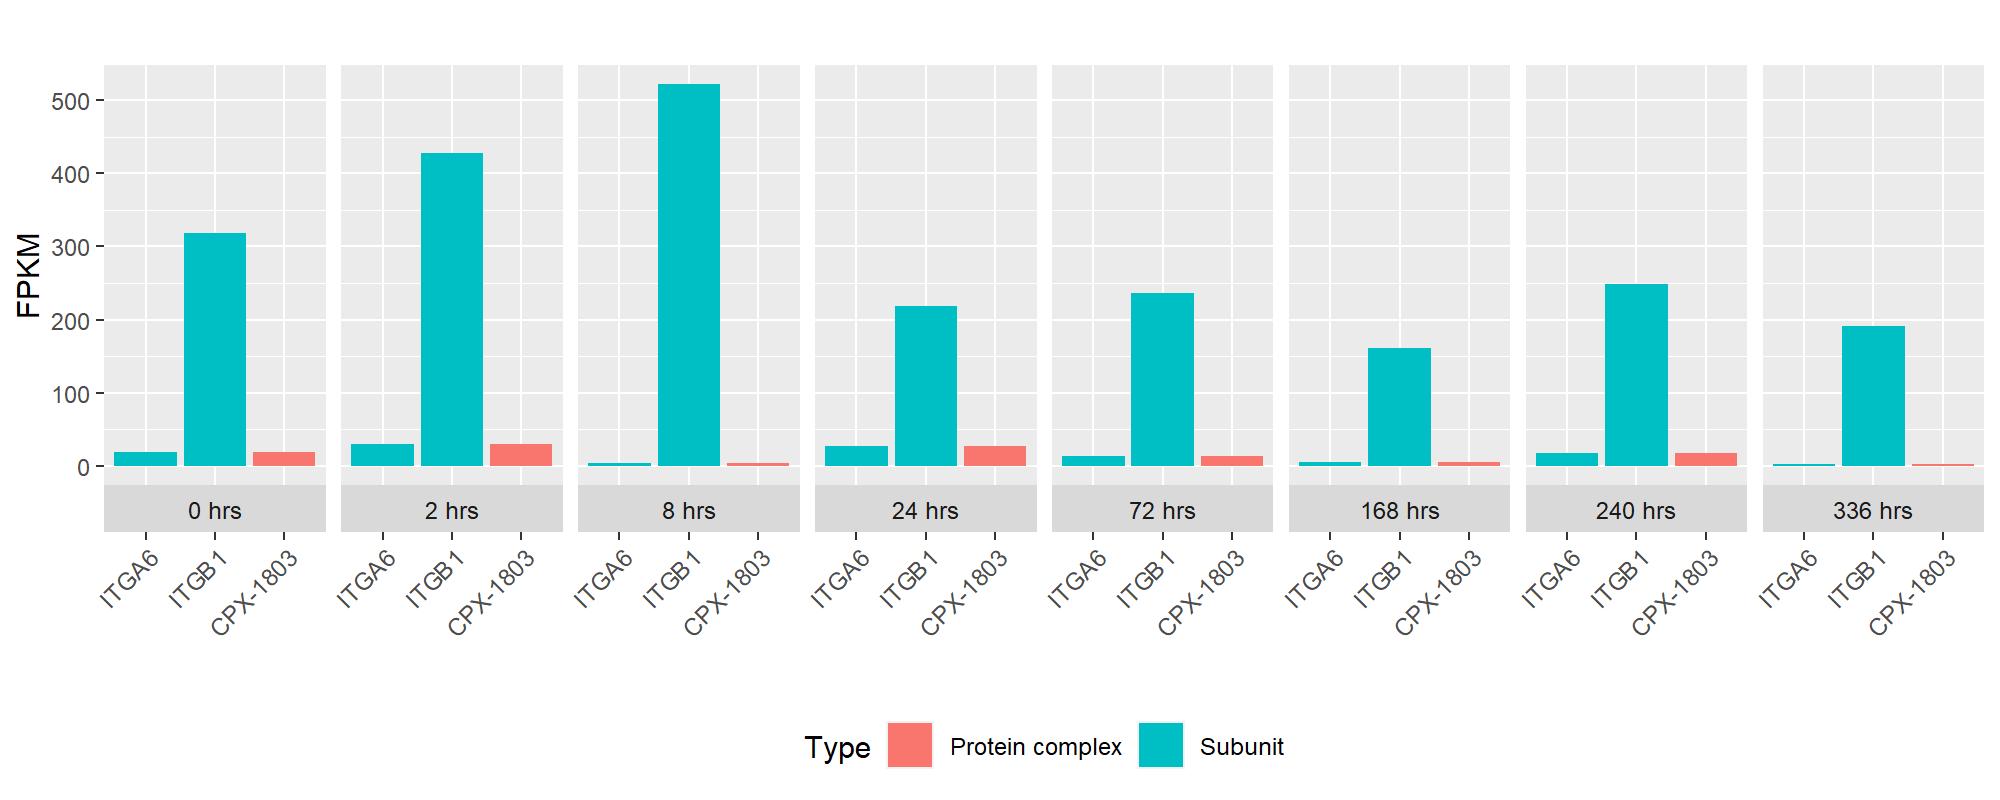 FPKM
500
400
300
200
100
0
0 hrs 2 hrs 8 hrs 24 hrs 72 hrs 168 hrs 240 hrs 336 hrs
ITGA6 ITGB1 CPX-1803 ITGA6 ITGB1 CPX-1803 ITGA6 ITGB1 CPX-1803 ITGA6 ITGB1 CPX-1803 ITGA6 ITGB1 CPX-1803 ITGA6 ITGB1 CPX-1803 ITGA6 ITGB1 CPX-1803 ITGA6 ITGB1 CPX-1803
Type Protein complex Subunit